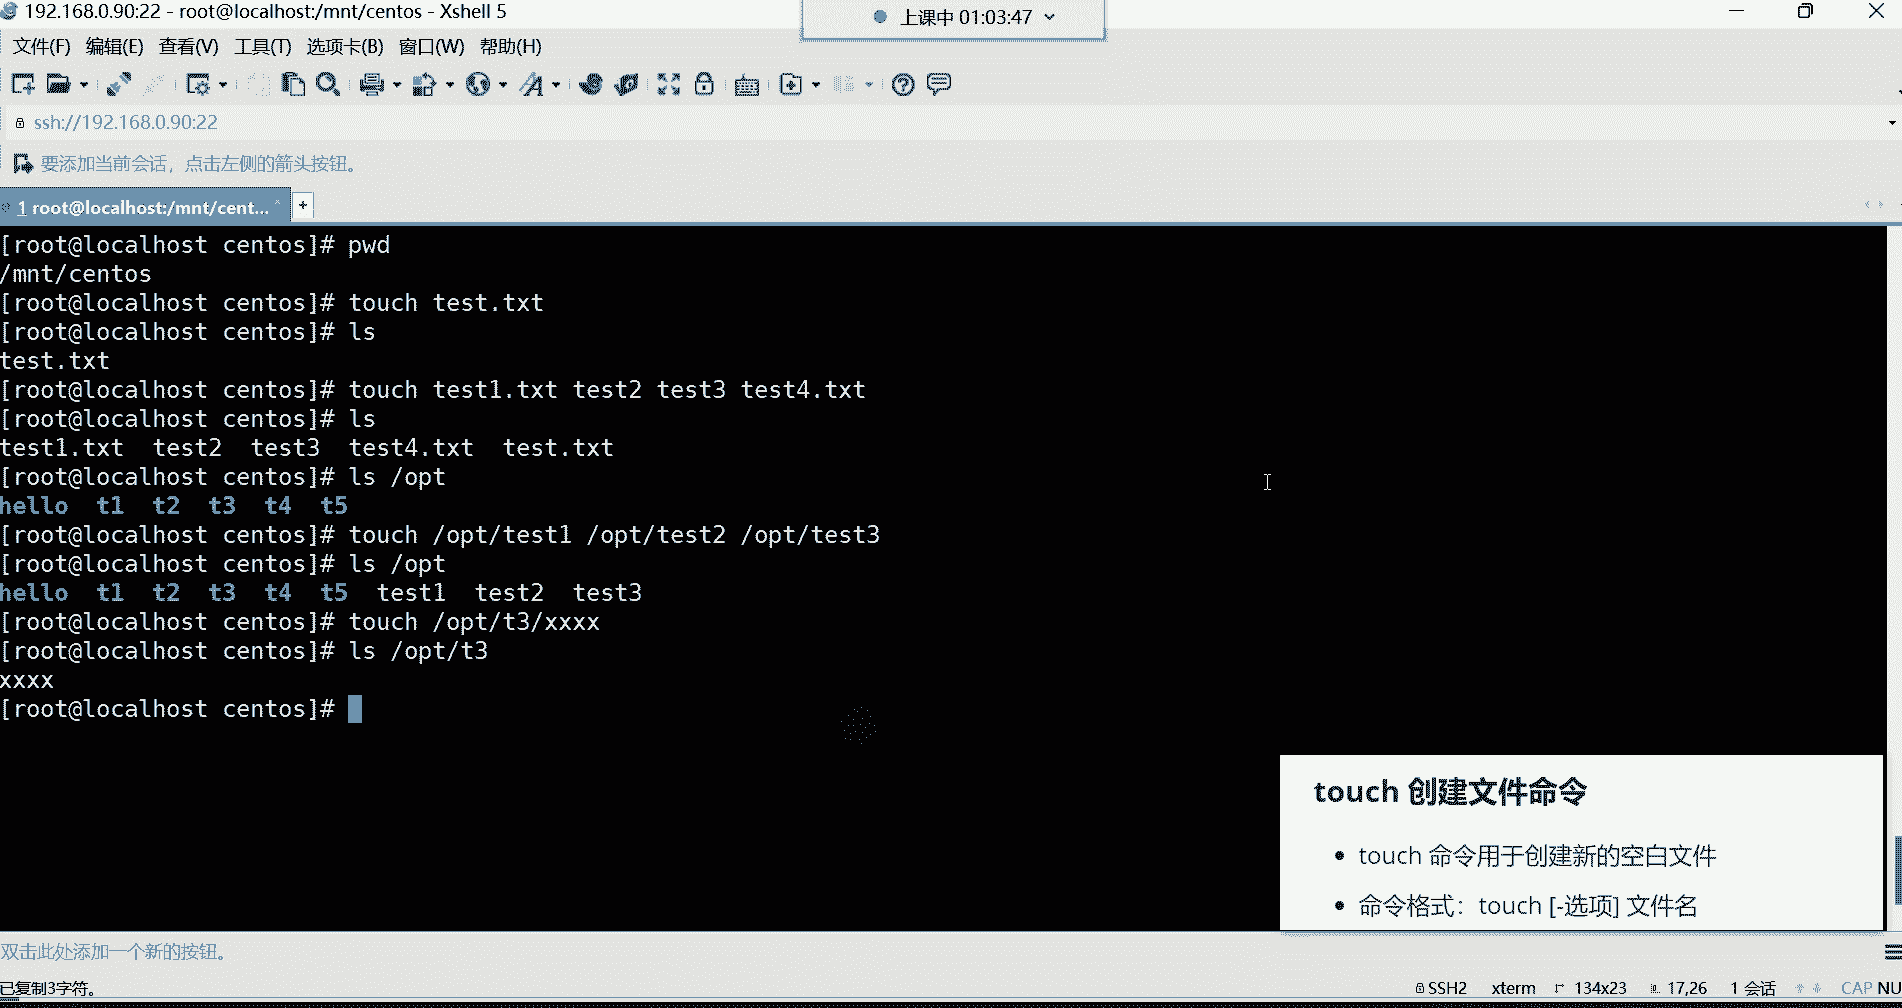 192.168.0.90:22 - root@localhost:/mnt/centos - Xshell 5
上课中 01:03:47
文件(F) 编辑(E) 查看(V) 工具(T) 选项卡(B) 窗口(W) 帮助(H)
ssh://192.168.0.90:22
要添加当前会话，点击左侧的箭头按钮。
1 root@localhost:/mnt/cent...
[root@localhost centos]# pwd
/mnt/centos
[root@localhost centos]# touch test.txt
[root@localhost centos]# ls
test.txt
[root@localhost centos]# touch test1.txt test2 test3 test4.txt
[root@localhost centos]# ls
test1.txt  test2  test3  test4.txt  test.txt
[root@localhost centos]# ls /opt
hello  t1  t2  t3  t4  t5
[root@localhost centos]# touch /opt/test1 /opt/test2 /opt/test3
[root@localhost centos]# ls /opt
hello  t1  t2  t3  t4  t5  test1  test2  test3
[root@localhost centos]# touch /opt/t3/xxxx
[root@localhost centos]# ls /opt/t3
xxxx
[root@localhost centos]#
touch 创建文件命令
• touch 命令用于创建新的空白文件
• 命令格式：touch [-选项] 文件名
双击此处添加一个新的按钮。
已复制3字符。 SSH2 xterm 134x23 17,26 1 会话 CAP NU